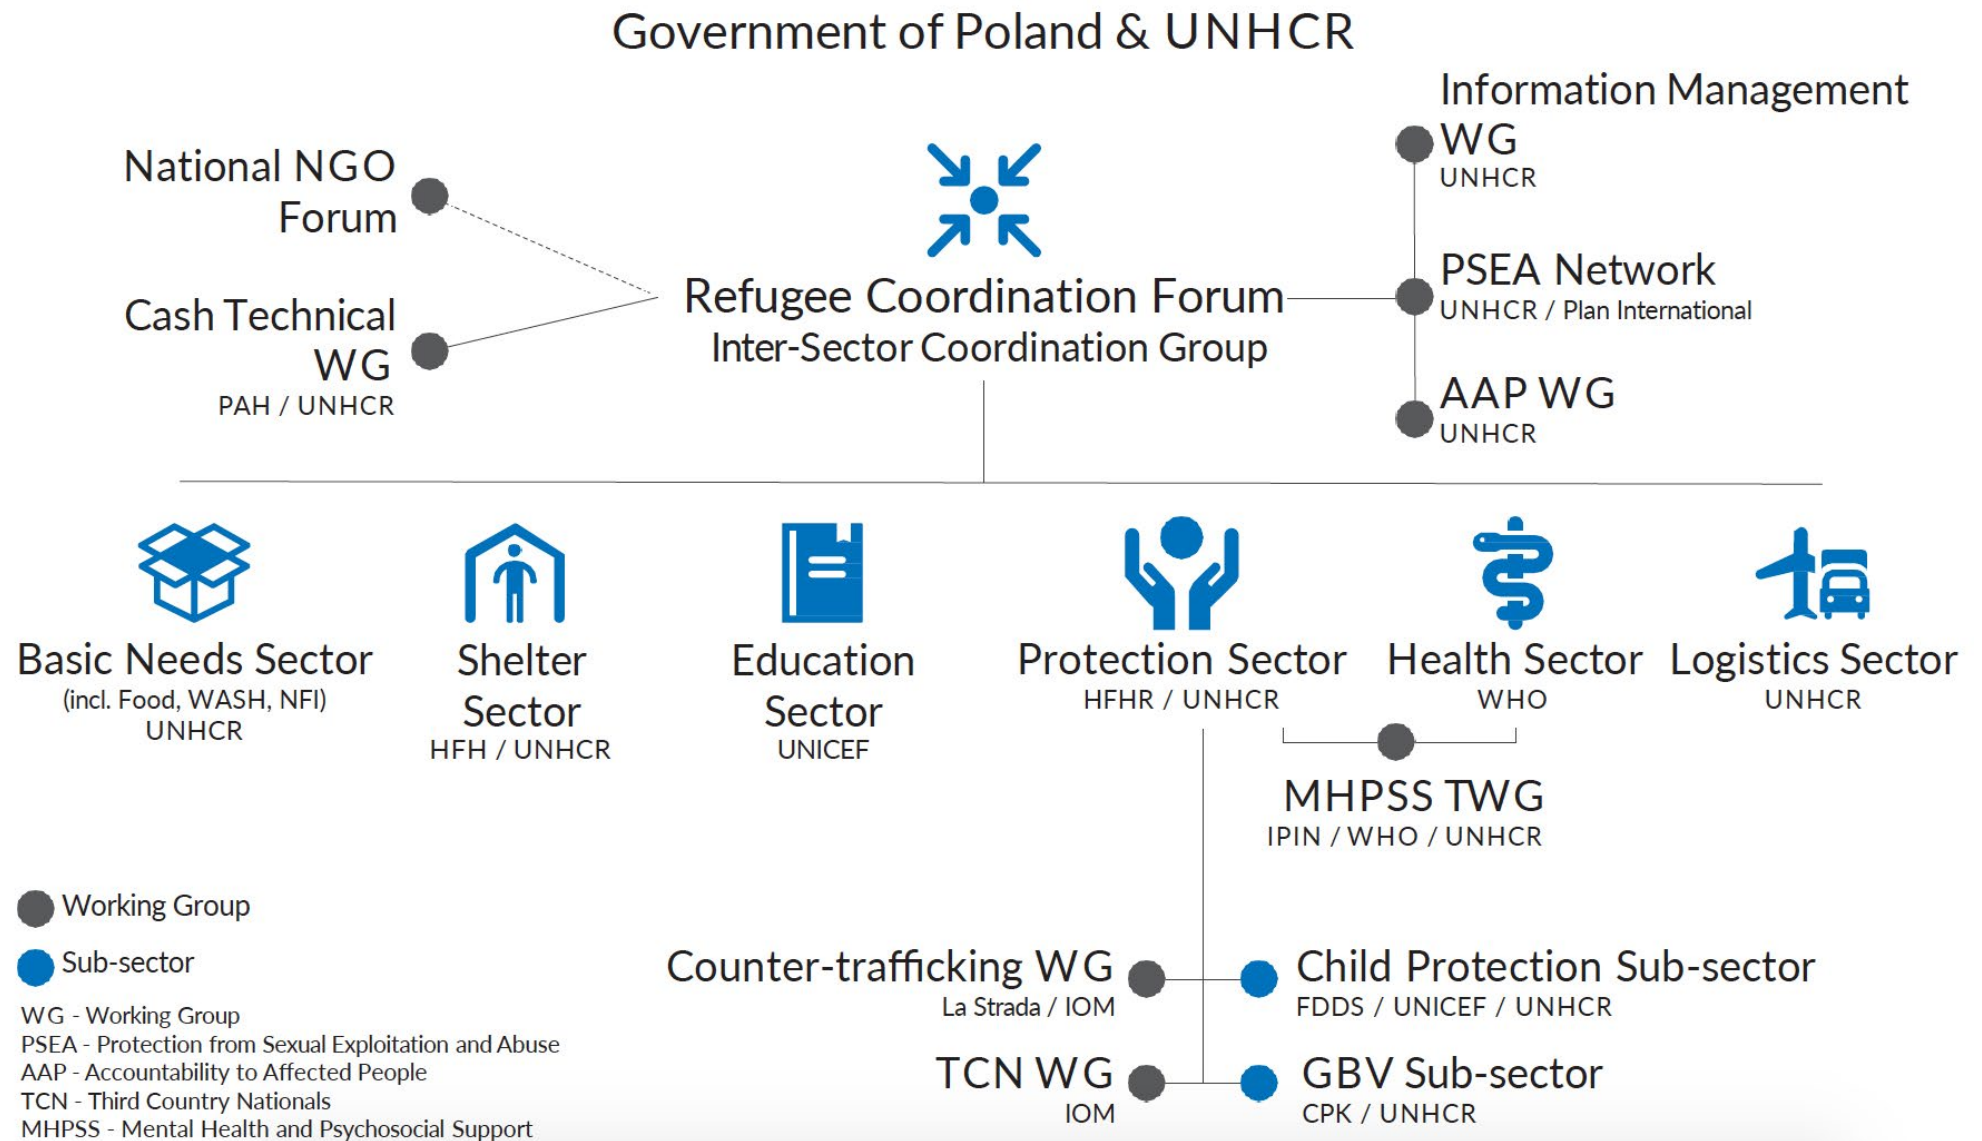 Government of Poland & UNHCR
National NGO
Forum
Cash Technical
WG
PAH / UNHCR
Refugee Coordination Forum
Inter-Sector Coordination Group
Information Management
WG
UNHCR
PSEA Network
UNHCR / Plan International
AAP WG
UNHCR
Basic Needs Sector
(incl. Food, WASH, NFI)
UNHCR
Shelter
Sector
HFH / UNHCR
Education
Sector
UNICEF
Protection Sector
HFHR / UNHCR
Health Sector
WHO
Logistics Sector
UNHCR
MHPSS TWG
IPIN / WHO / UNHCR
Counter-trafficking WG
La Strada / IOM
Child Protection Sub-sector
FDDS / UNICEF / UNHCR
TCN WG
IOM
GBV Sub-sector
CPK / UNHCR
Working Group
Sub-sector
WG - Working Group
PSEA - Protection from Sexual Exploitation and Abuse
AAP - Accountability to Affected People
TCN - Third Country Nationals
MHPSS - Mental Health and Psychosocial Support